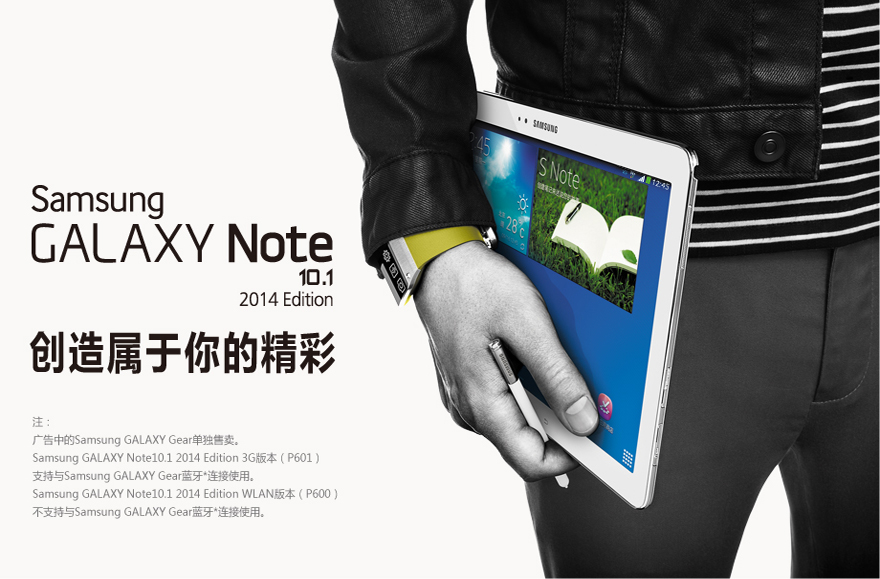 Samsung
GALAXY Note
10.1
2014 Edition
创造属于你的精彩
注：
广告中的Samsung GALAXY Gear单独售卖。
Samsung GALAXY Note10.1 2014 Edition 3G版本（P601）
支持与Samsung GALAXY Gear蓝牙*连接使用。
Samsung GALAXY Note10.1 2014 Edition WLAN版本（P600）
不支持与Samsung GALAXY Gear蓝牙*连接使用。
SAMSUNG
12:45
2:45
S Note
28°c